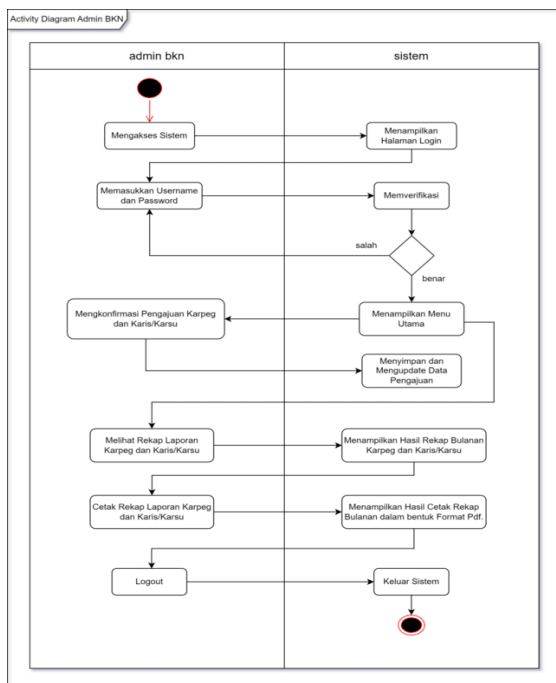 Activity Diagram Admin BKN
admin bkn
sistem
Mengakses Sistem
Menampilkan
Halaman Login
Memasukkan Username
dan Password
Memverifikasi
salah
benar
Mengkonfirmasi Pengajuan Karpeg
dan Karis/Karsu
Menampilkan Menu
Utama
Menyimpan dan
Mengupdate Data
Pengajuan
Melihat Rekap Laporan
Karpeg dan Karis/Karsu
Menampilkan Hasil Rekap Bulanan
Karpeg dan Karis/Karsu
Cetak Rekap Laporan Karpeg
dan Karis/Karsu
Menampilkan Hasil Cetak Rekap
Bulanan dalam bentuk Format Pdf.
Logout
Keluar Sistem